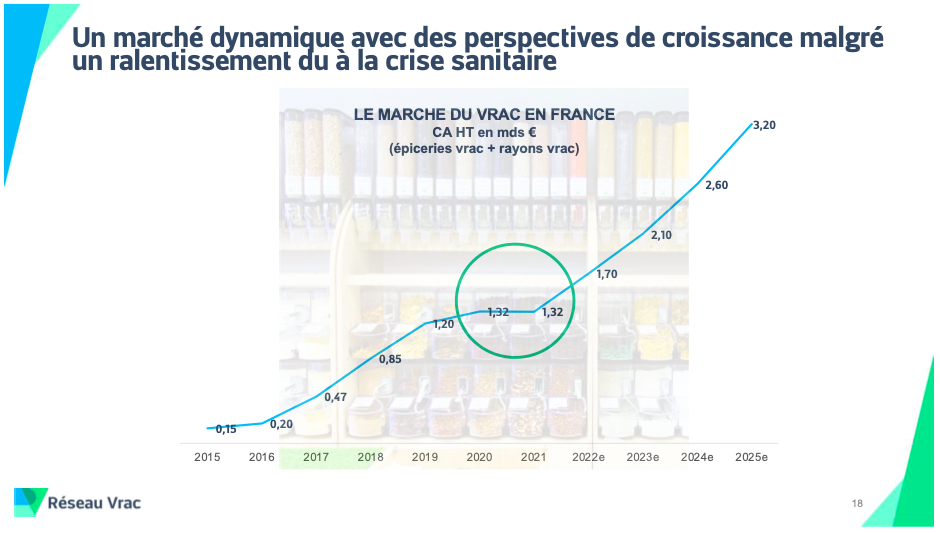 Un marché dynamique avec des perspectives de croissance malgré
un ralentissement du à la crise sanitaire
LE MARCHE DU VRAC EN FRANCE
CA HT en mds €
(épiceries vrac + rayons vrac)
3,20
2,60
2,10
1,70
1,32 1,32
1,20
0,85
0,47
0,20
0,15
2015 2016 2017 2018 2019 2020 2021 2022e 2023e 2024e 2025e
Réseau Vrac
18